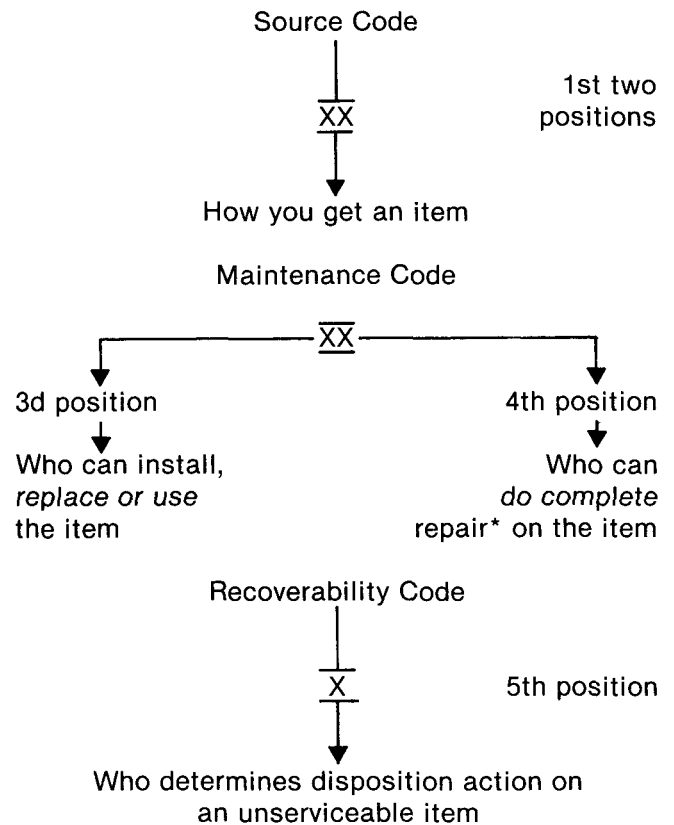 Source Code
1st two
positions
XX
How you get an item
Maintenance Code
XX
3d position
4th position
Who can install,
replace or use
the item
Who can
do complete
repair* on the item
Recoverability Code
X
5th position
Who determines disposition action on
an unserviceable item